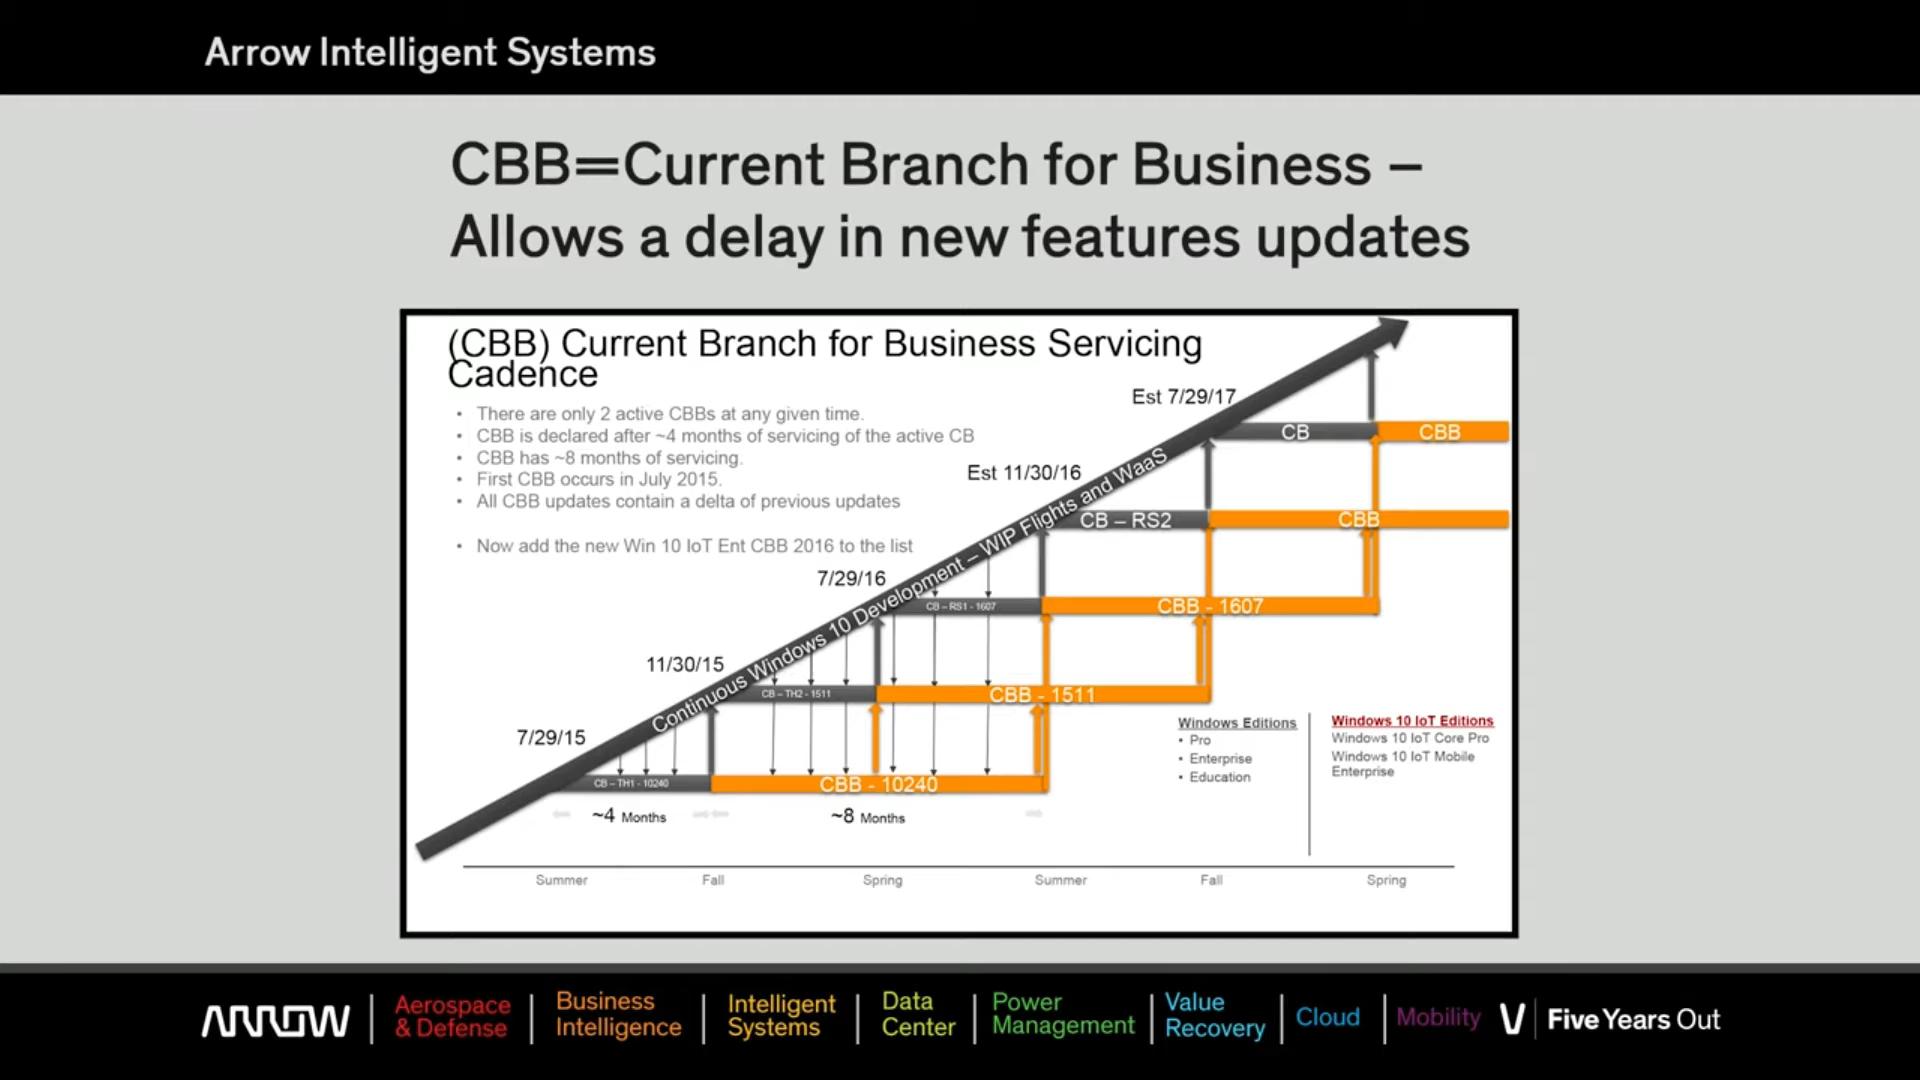 Arrow Intelligent Systems
CBB=Current Branch for Business –
Allows a delay in new features updates
(CBB) Current Branch for Business Servicing
Cadence
• There are only 2 active CBBs at any given time.
• CBB is declared after ~4 months of servicing of the active CB
• CBB has ~8 months of servicing.
• First CBB occurs in July 2015.
• All CBB updates contain a delta of previous updates
• Now add the new Win 10 IoT Ent CBB 2016 to the list
Est 7/29/17
CB
CBB
Est 11/30/16
CB – RS2
CBB
7/29/16
CB – RS1 - 1607
CBB - 1607
11/30/15
CB – TH2 - 1511
CBB - 1511
7/29/15
CB – TH1 - 10240
CBB - 10240
Continuous Windows 10 Development – WIP Flights and WaaS
~4 Months
~8 Months
Windows Editions
• Pro
• Enterprise
• Education
Windows 10 IoT Editions
Windows 10 IoT Core Pro
Windows 10 IoT Mobile
Enterprise
Summer
Fall
Spring
Summer
Fall
Spring
ARROW
Aerospace
& Defense
Business
Intelligence
Intelligent
Systems
Data
Center
Power
Management
Value
Recovery
Cloud
Mobility
Five Years Out